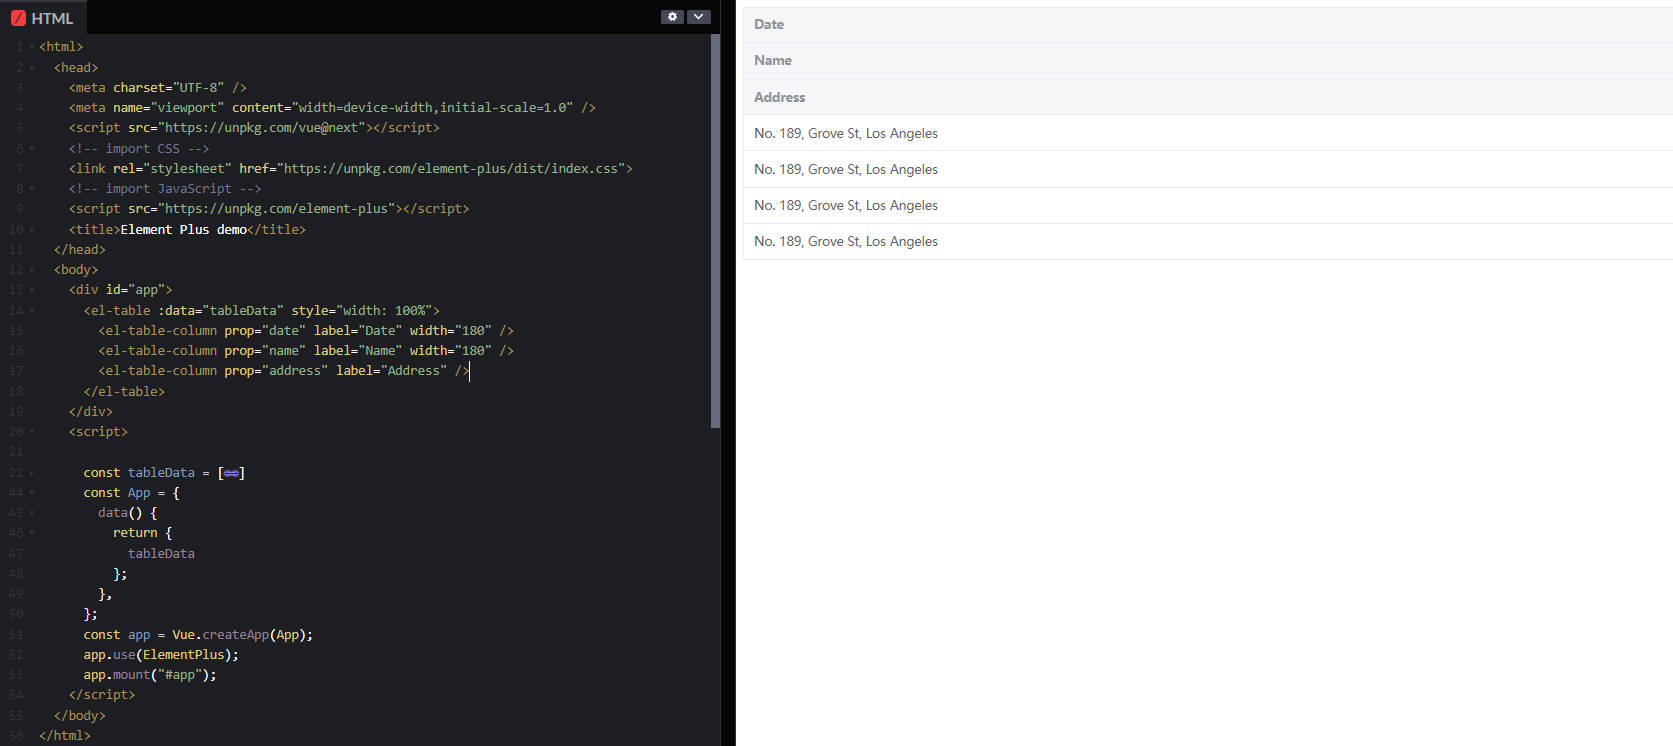 HTML
1 <html>
2 <head>
3 <meta charset="UTF-8" />
4 <meta name="viewport" content="width=device-width,initial-scale=1.0" />
5 <script src="https://unpkg.com/vue@next"></script>
6 <!-- import CSS -->
7 <link rel="stylesheet" href="https://unpkg.com/element-plus/dist/index.css">
8 <!-- import JavaScript -->
9 <script src="https://unpkg.com/element-plus"></script>
10 <title>Element Plus demo</title>
11 </head>
12 <body>
13 <div id="app">
14 <el-table :data="tableData" style="width: 100%">
15 <el-table-column prop="date" label="Date" width="180" />
16 <el-table-column prop="name" label="Name" width="180" />
17 <el-table-column prop="address" label="Address" />
18 </el-table>
19 </div>
20 <script>
21
22 const tableData = [↔]
44 const App = {
45 data() {
46 return {
47 tableData
48 };
49 },
50 };
51 const app = Vue.createApp(App);
52 app.use(ElementPlus);
53 app.mount("#app");
54 </script>
55 </body>
56 </html>
Date
Name
Address
No. 189, Grove St, Los Angeles
No. 189, Grove St, Los Angeles
No. 189, Grove St, Los Angeles
No. 189, Grove St, Los Angeles